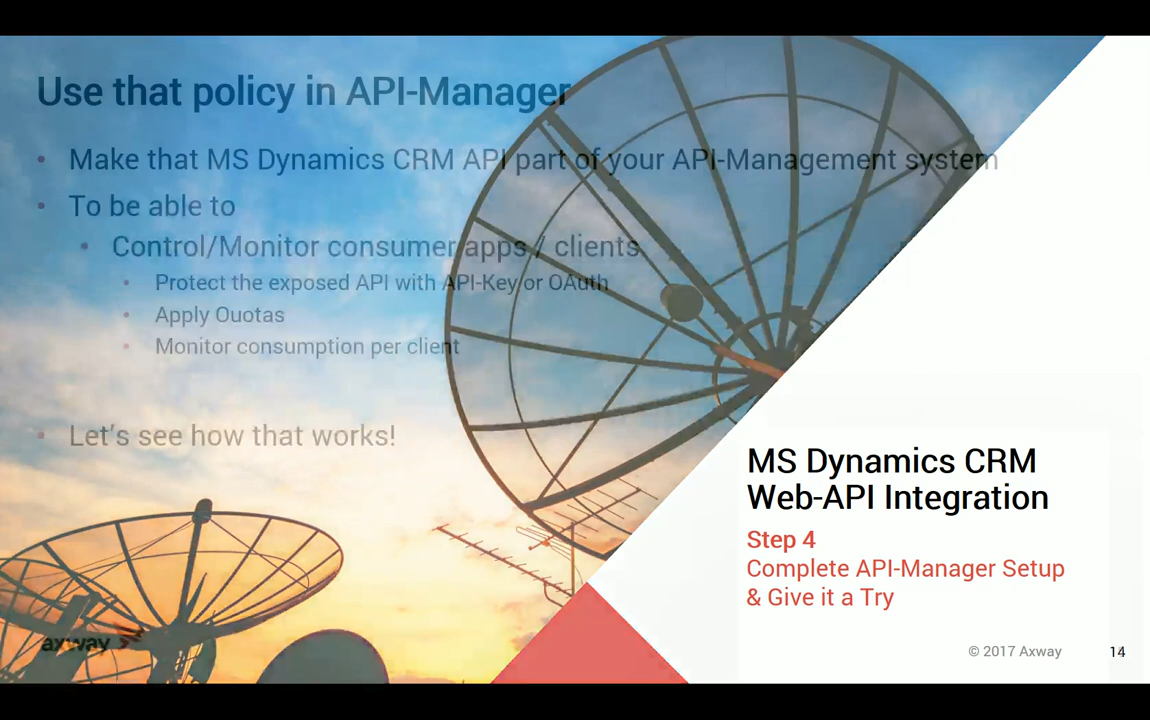 Use that policy in API-Manager
• Make that MS Dynamics CRM API part of your API-Management system
• To be able to
• Control/Monitor consumer apps / clients
• Protect the exposed API with API-Key or OAuth
• Apply Quotas
• Monitor consumption per client
• Let's see how that works!
MS Dynamics CRM
Web-API Integration
Step 4
Complete API-Manager Setup
& Give it a Try
axway
© 2017 Axway 14